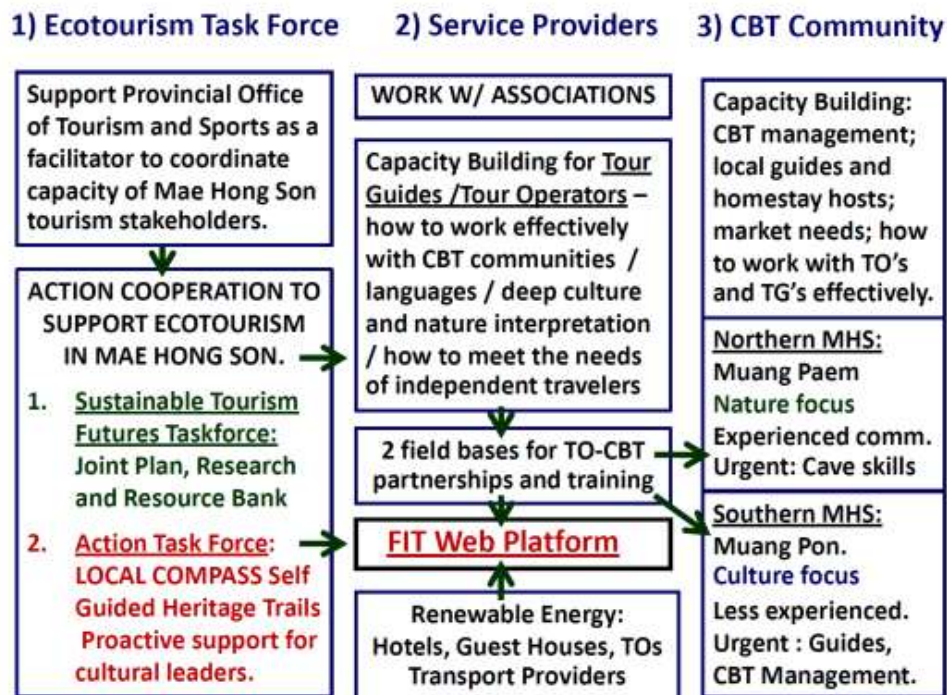 1) Ecotourism Task Force
Support Provincial Office
of Tourism and Sports as a
facilitator to coordinate
capacity of Mae Hong Son
tourism stakeholders.
ACTION COOPERATION TO
SUPPORT ECOTOURISM
IN MAE HONG SON.
1. Sustainable Tourism
Futures Taskforce:
Joint Plan, Research
and Resource Bank
2. Action Task Force:
LOCAL COMPASS Self
Guided Heritage Trails
Proactive support for
cultural leaders.
2) Service Providers
WORK W/ ASSOCIATIONS
Capacity Building for Tour
Guides /Tour Operators –
how to work effectively
with CBT communities /
languages / deep culture
and nature interpretation
/ how to meet the needs
of independent travelers
2 field bases for TO-CBT
partnerships and training
FIT Web Platform
Renewable Energy:
Hotels, Guest Houses, TOs
Transport Providers
3) CBT Community
Capacity Building:
CBT management;
local guides and
homestay hosts;
market needs; how
to work with TO's
and TG's effectively.
Northern MHS:
Muang Paem
Nature focus
Experienced comm.
Urgent: Cave skills
Southern MHS:
Muang Pon.
Culture focus
Less experienced.
Urgent : Guides,
CBT Management.